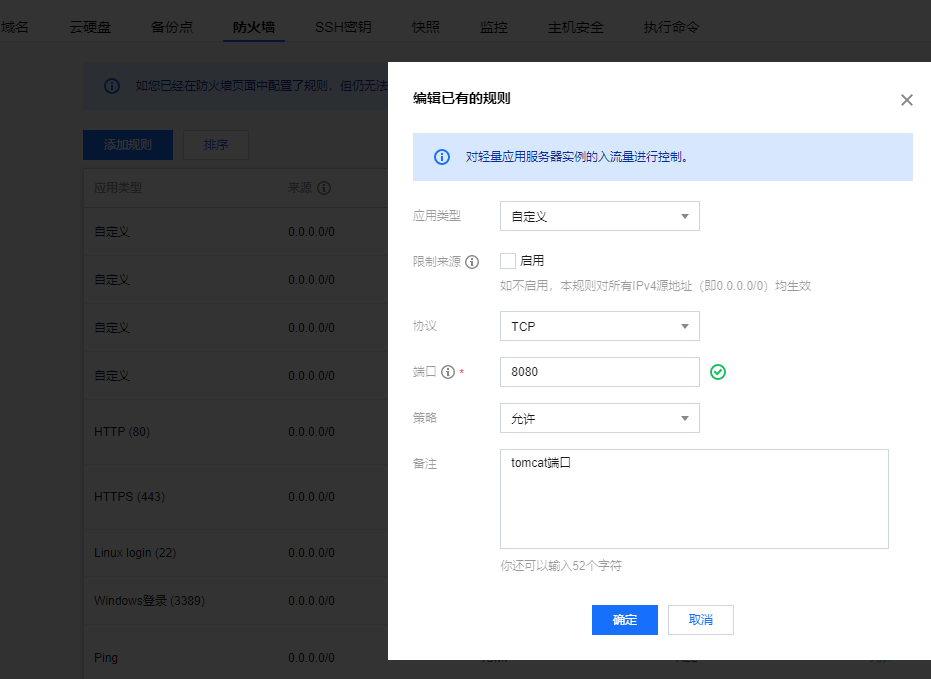 域名 云硬盘 备份点 防火墙 SSH密钥 快照 监控 主机安全 执行命令
如您已经在防火墙页面中配置了规则，但仍无法
添加规则 排序
应用类型 来源
自定义 0.0.0.0/0
自定义 0.0.0.0/0
自定义 0.0.0.0/0
自定义 0.0.0.0/0
HTTP (80) 0.0.0.0/0
HTTPS (443) 0.0.0.0/0
Linux login (22) 0.0.0.0/0
Windows登录 (3389) 0.0.0.0/0
Ping 0.0.0.0/0
编辑已有的规则
对轻量应用服务器实例的入流量进行控制。
应用类型 自定义
限制来源 启用
如不启用，本规则对所有IPv4源地址（即0.0.0.0/0）均生效
协议 TCP
端口 * 8080
策略 允许
备注 tomcat端口
你还可以输入52个字符
确定 取消